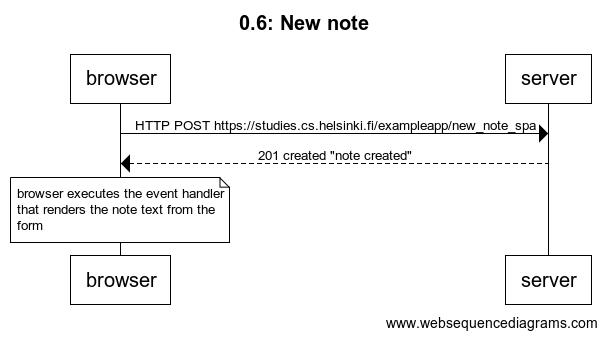 0.6: New note
browser
server
HTTP POST https://studies.cs.helsinki.fi/exampleapp/new_note_spa
201 created "note created"
browser executes the event handler
that renders the note text from the
form
browser
server
www.websequencediagrams.com